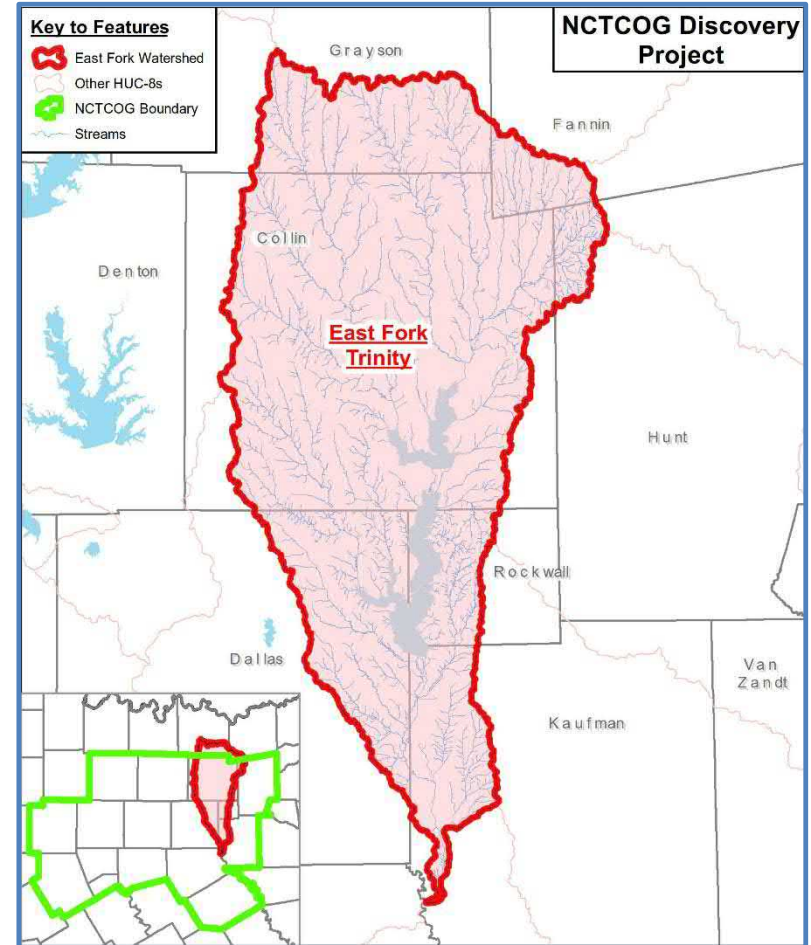 Key to Features
East Fork Watershed
Other HUC-8s
NCTCOG Boundary
Streams
NCTCOG Discovery
Project
Grayson
Fannin
Collin
Denton
East Fork
Trinity
Hunt
Rockwall
Dallas
Van
Zandt
Kaufman